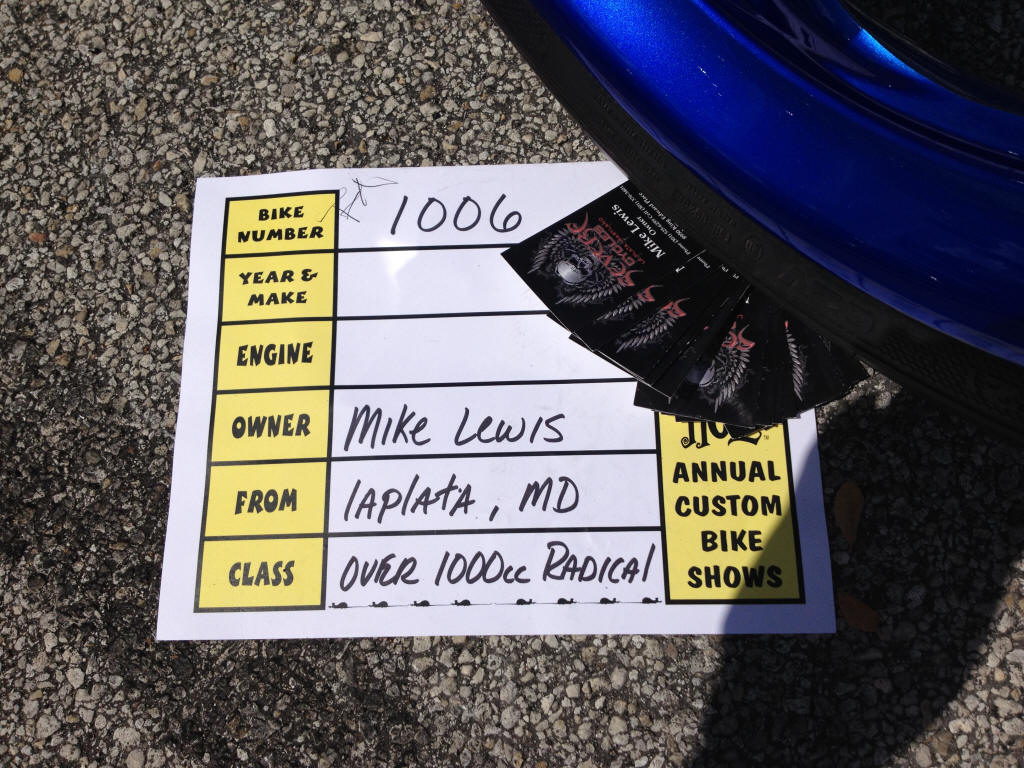 BIKE NUMBER 1006
YEAR & MAKE
ENGINE
OWNER Mike Lewis
FROM laplata, MD
CLASS OVER 1000cc RADICAl
ANNUAL
CUSTOM
BIKE
SHOWS
Mike Lewis
Owner